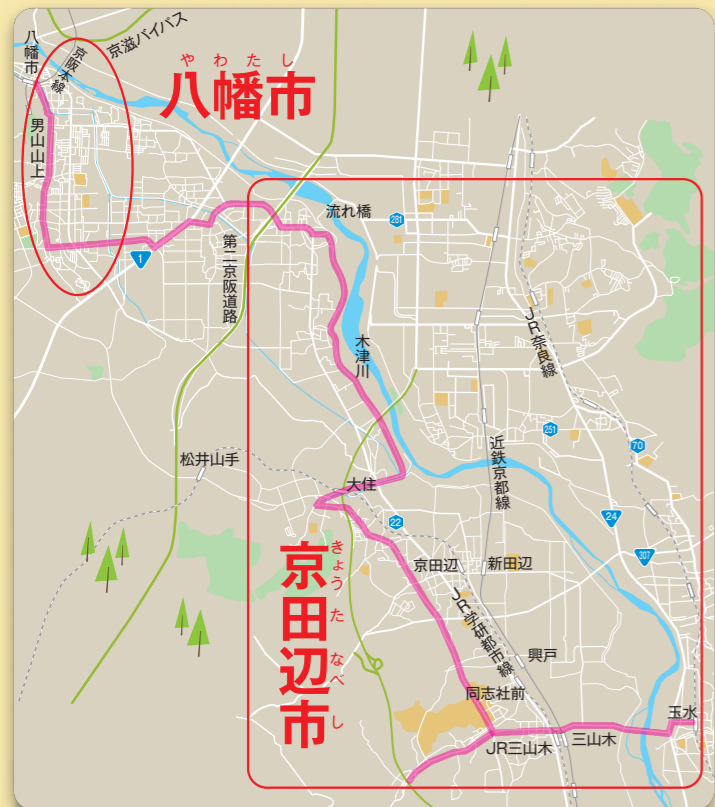 八幡市
京阪本線
京滋バイパス
やわたし
八幡市
男山山上
流れ橋
281
1
第二京阪道路
JR奈良線
木津川
251
70
近鉄京都線
松井山手
大住
22
24
307
きょうたなべし
京田辺市
京田辺
新田辺
JR学研都市線
興戸
同志社前
玉水
三山木
JR三山木